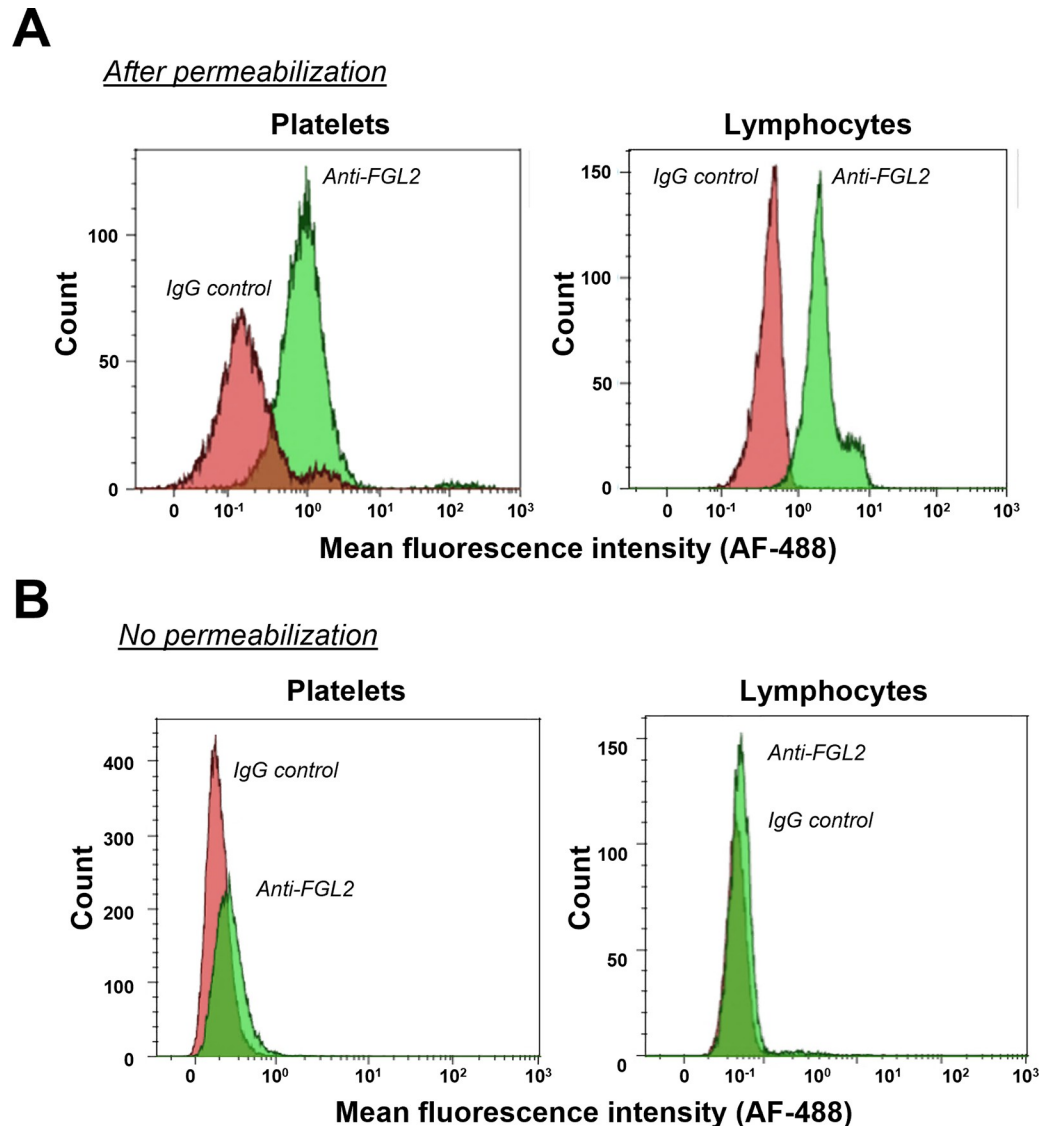 A
After permeabilization
Platelets
Lymphocytes
Anti-FGL2
IgG control
Count
100
50
0
0 10-1 100 101 102 103
IgG control
Anti-FGL2
Count
150
100
50
0
0 10-1 100 101 102 103
Mean fluorescence intensity (AF-488)
B
No permeabilization
Platelets
Lymphocytes
IgG control
Anti-FGL2
Count
400
300
200
100
0
0 100 101 102 103
Anti-FGL2
IgG control
Count
150
100
50
0
0 10-1 100 101 102 103
Mean fluorescence intensity (AF-488)